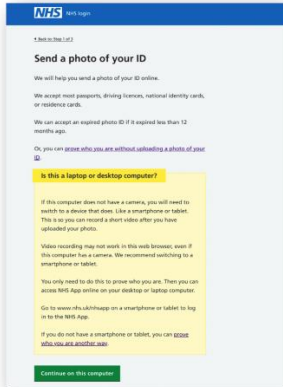 NHS NHS login
Back to Step 1 of 3
Send a photo of your ID
We will help you send a photo of your ID online.
We accept most passports, driving licences, national identity cards,
or residence cards.
We can accept an expired photo ID if it expired less than 12
months ago.
Or, you can prove who you are without uploading a photo of your
ID.
Is this a laptop or desktop computer?
If this computer does not have a camera, you will need to
switch to a device that does. Like a smartphone or tablet.
This is so you can record a short video after you have
uploaded your photo.
Video recording may not work in this web browser, even if
this computer has a camera. We recommend switching to a
smartphone or tablet.
You only need to do this to prove who you are. Then you can
access NHS App online on your desktop or laptop computer.
Go to www.nhs.uk/nhsapp on a smartphone or tablet to log
in to the NHS App.
If you do not have a smartphone or tablet, you can prove
who you are another way.
Continue on this computer